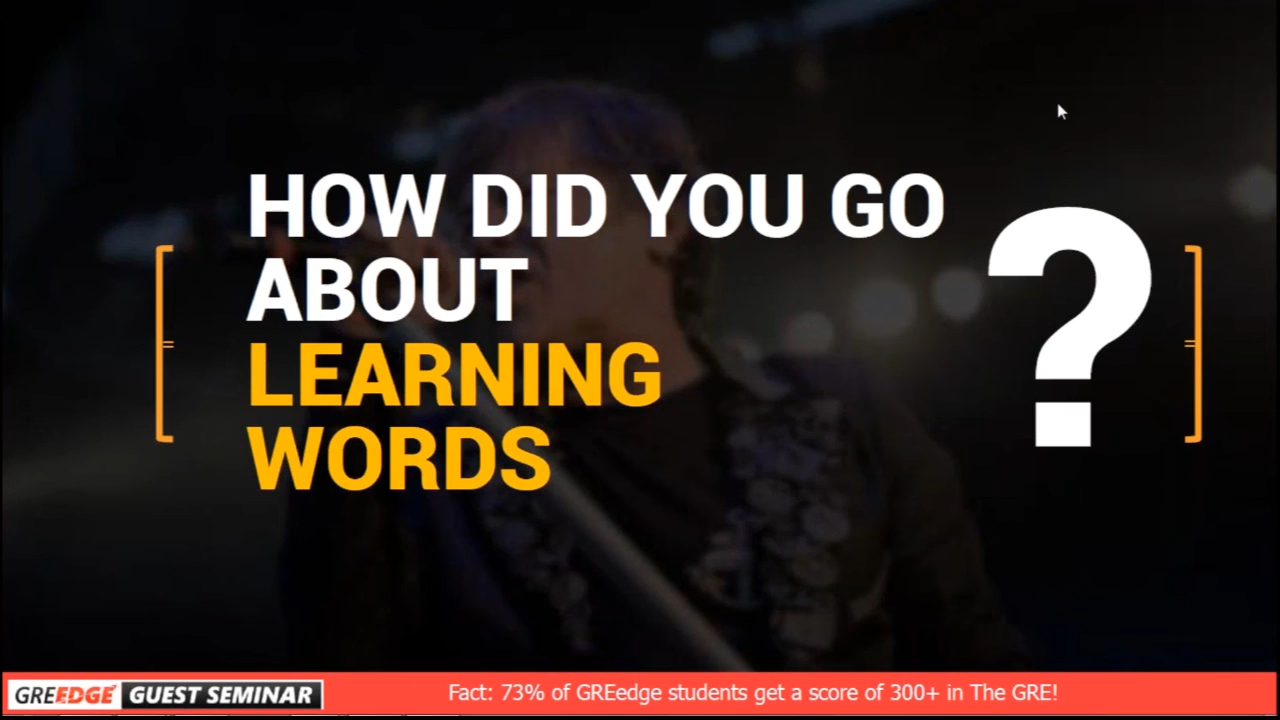 HOW DID YOU GO
ABOUT
LEARNING
WORDS
?
GREEDGE GUEST SEMINAR
Fact: 73% of GREedge students get a score of 300+ in The GRE!